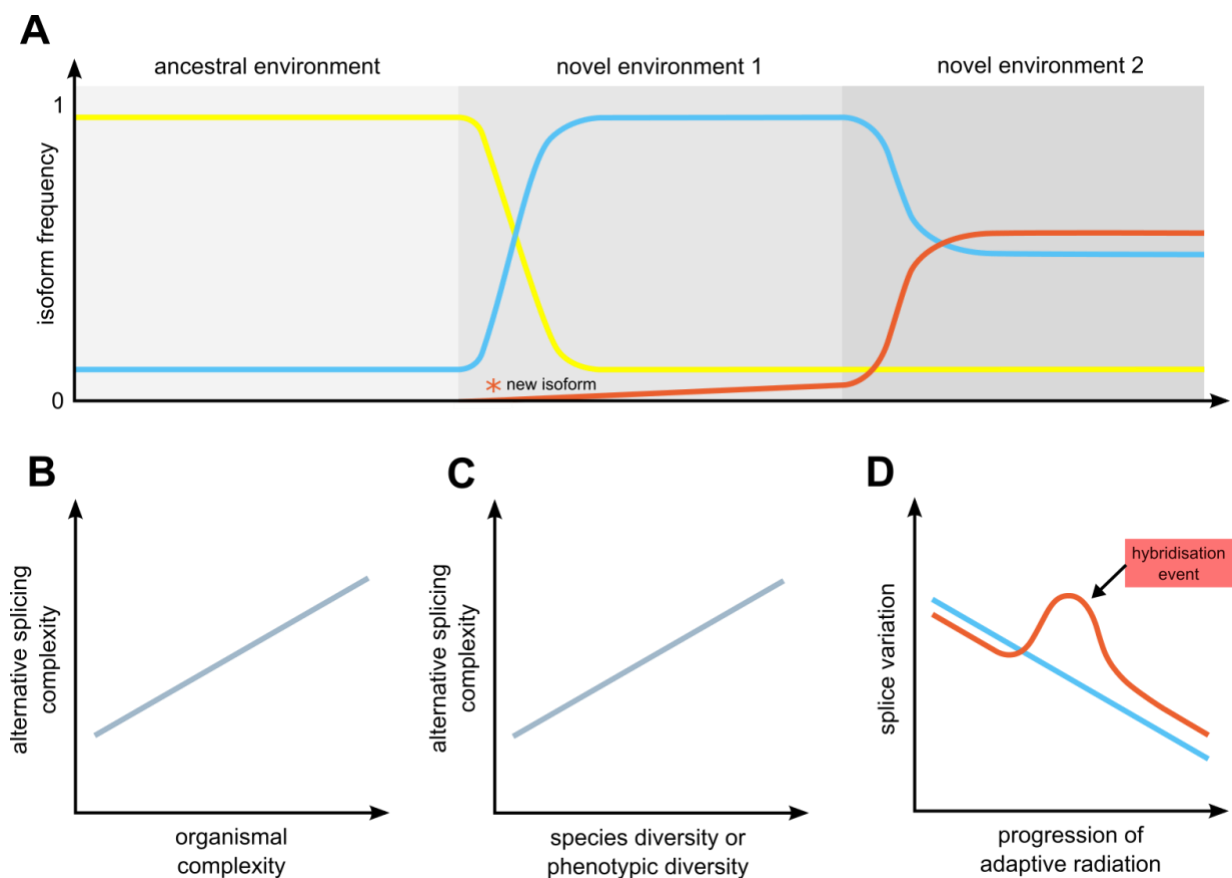 A
ancestral environment
novel environment 1
novel environment 2
1
isoform frequency
* new isoform
0
B
alternative splicing
complexity
organismal
complexity
C
alternative splicing
complexity
species diversity or
phenotypic diversity
D
splice variation
hybridisation
event
progression of
adaptive radiation